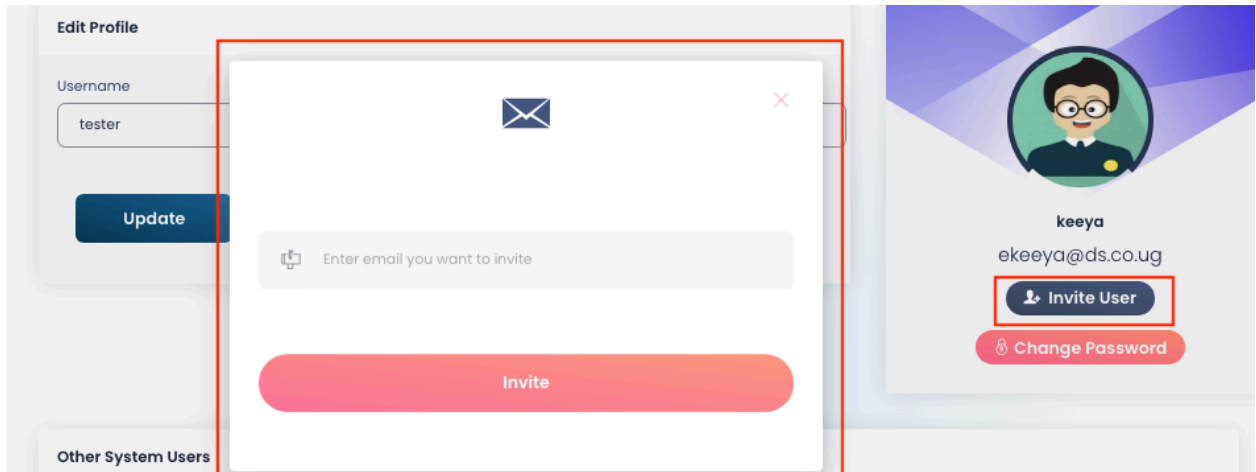 Edit Profile
Username
tester
Update
Enter email you want to invite
Invite
keeya
ekeeya@ds.co.ug
Invite User
Change Password
Other System Users